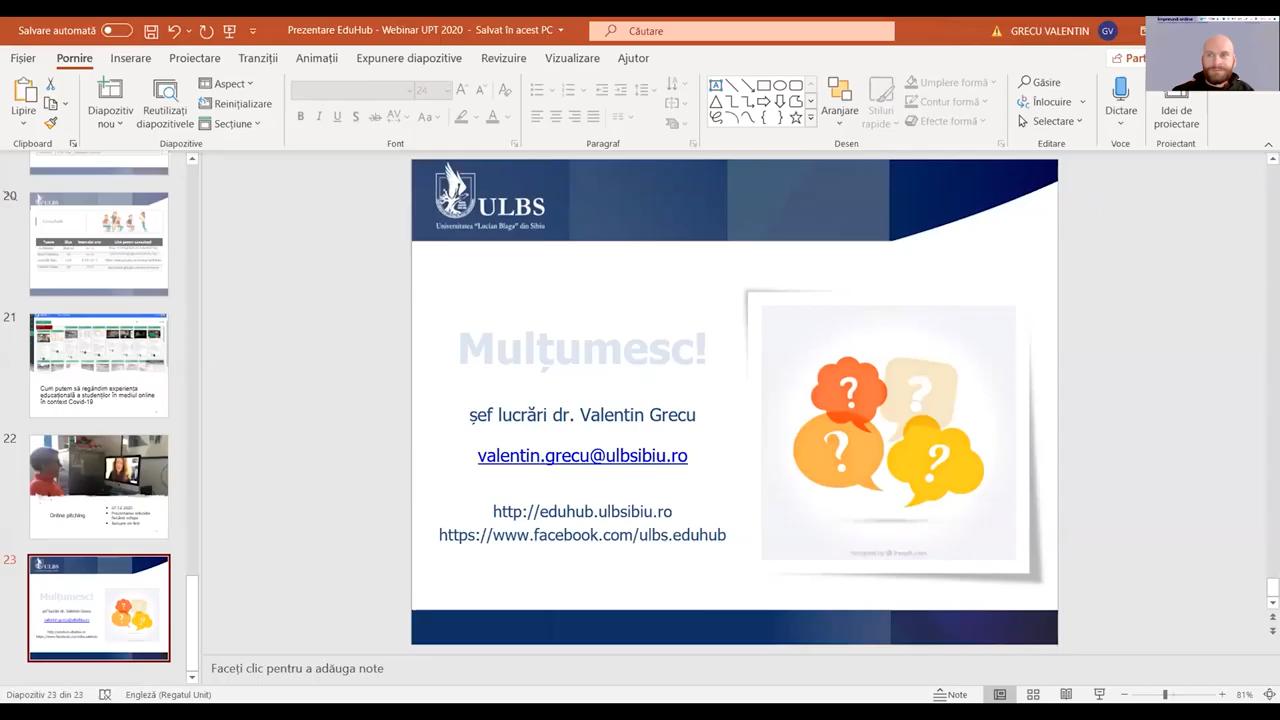 Salvare automată
Prezentare EduHub - Webinar UPT 2020 - Salvat în acest PC
Căutare
GRECU VALENTIN
GV
Fișier
Pornire
Inserare
Proiectare
Tranziții
Animații
Expunere diapozitive
Revizuire
Vizualizare
Ajutor
Part
Lipire
Diapozitiv nou
Reutilizați diapozitivele
Aspect
Reinițializare
Secțiune
24
Aranjare
Stiluri rapide
Umplere formă
Contur formă
Efecte formă
Găsire
Înlocuire
Selectare
Dictare
Idei de proiectare
Clipboard
Diapozitive
Font
Paragraf
Desen
Editare
Voce
Proiectant
20
21
Cum putem să regândim experiența
educațională a studenților în mediul online
în context Covid-19
22
Online pitching
23
ULBS
Universitatea "Lucian Blaga" din Sibiu
Mulțumesc!
șef lucrări dr. Valentin Grecu
valentin.grecu@ulbsibiu.ro
http://eduhub.ulbsibiu.ro
https://www.facebook.com/ulbs.eduhub
Faceți clic pentru a adăuga note
Diapozitiv 23 din 23
Engleză (Regatul Unit)
Note
81%